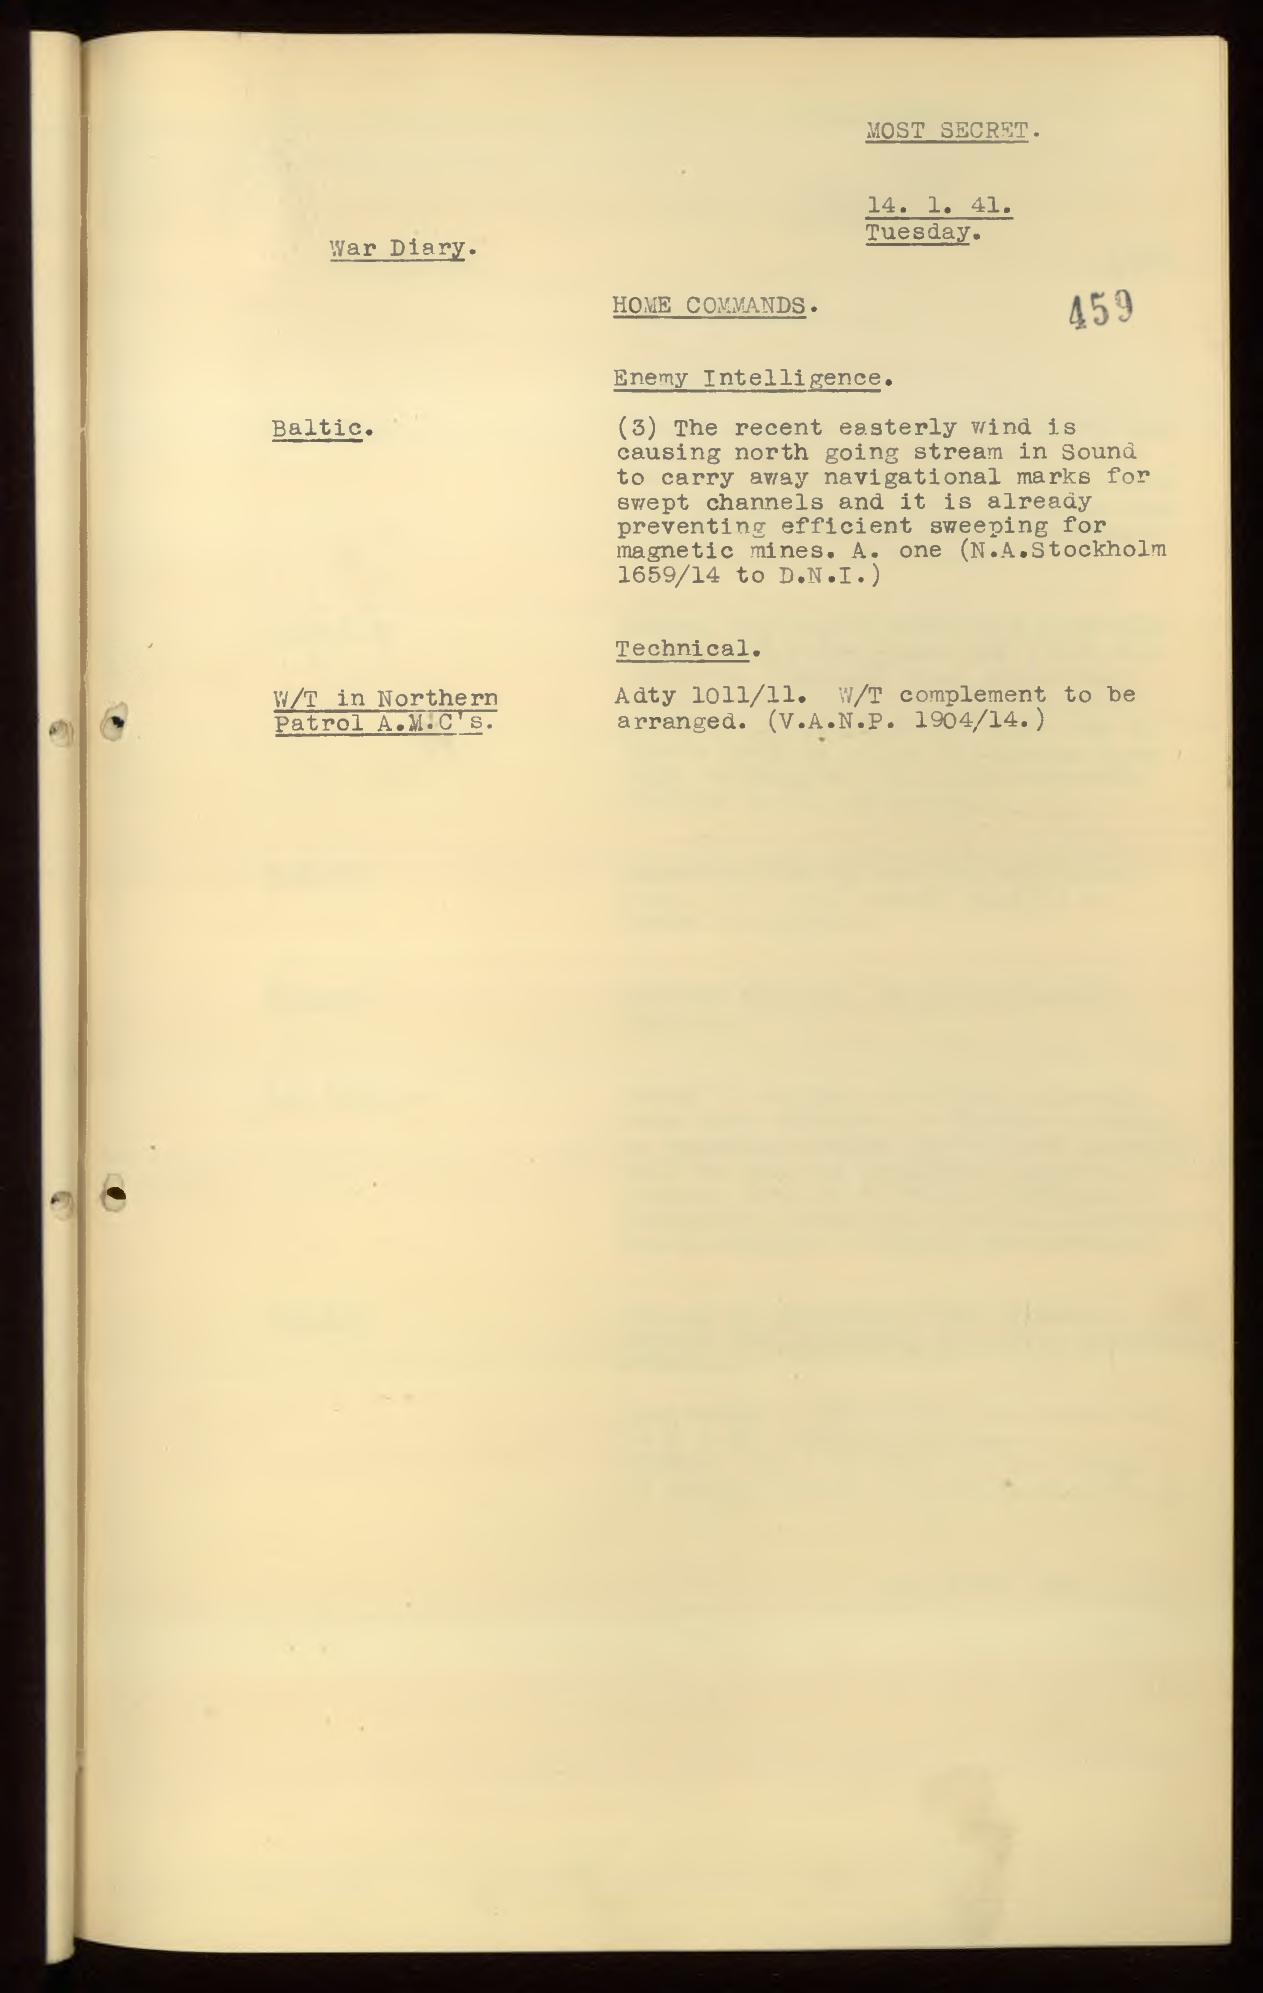 MOST SECRET.
14. 1. 41.
Tuesday.
War Diary.
HOME COMMANDS.
459
Enemy Intelligence.
Baltic.
(3) The recent easterly wind is
causing north going stream in Sound
to carry away navigational marks for
swept channels and it is already
preventing efficient sweeping for
magnetic mines. A. one (N.A.Stockholm
1659/14 to D.N.I.)
Technical.
W/T in Northern
Patrol A.M.C's.
Adty 1011/11. W/T complement to be
arranged. (V.A.N.P. 1904/14.)